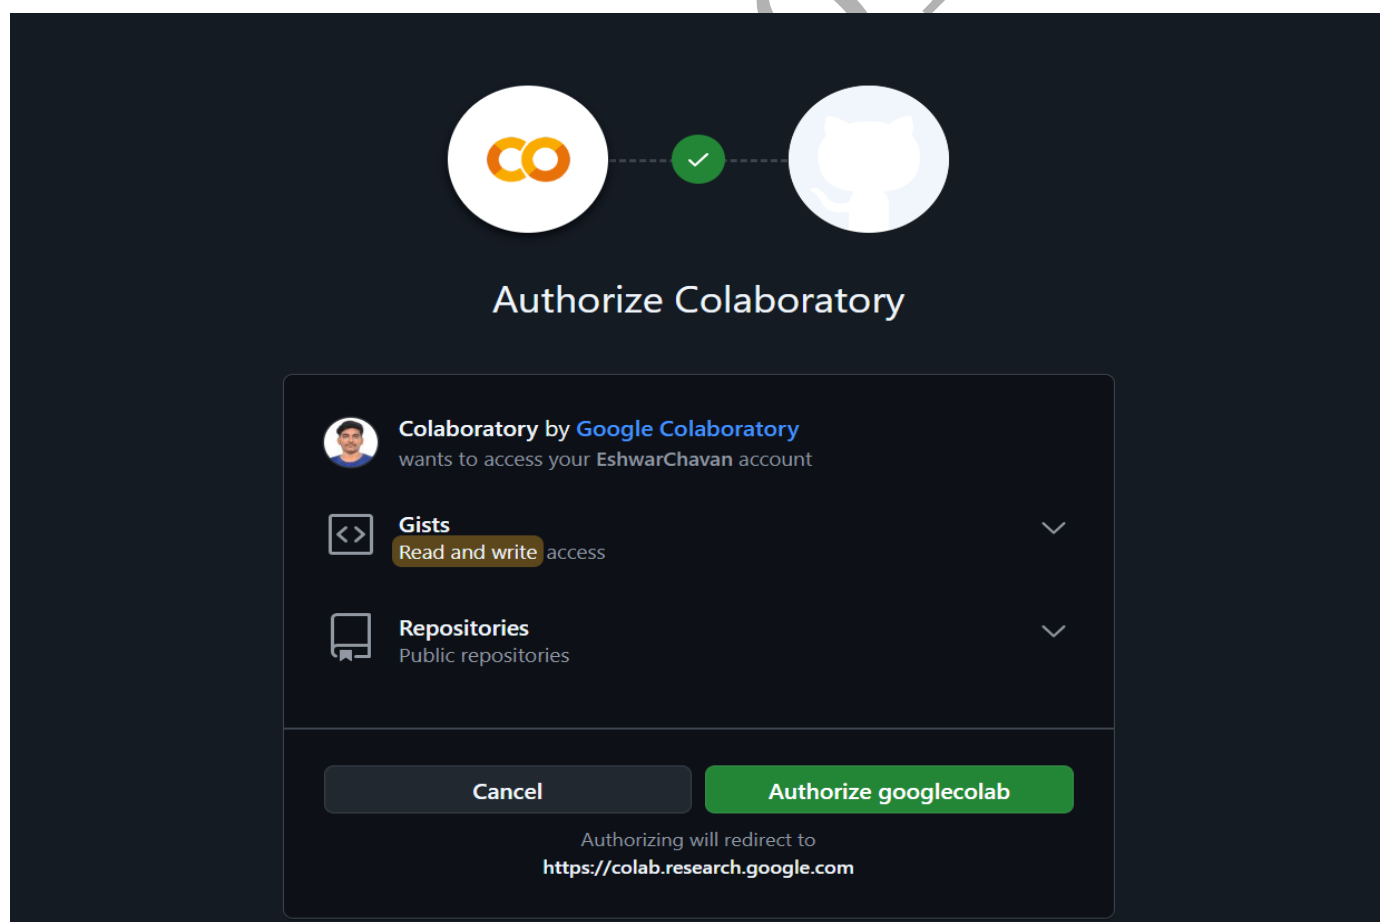 Authorize Colaboratory
Colaboratory by Google Colaboratory
wants to access your EshwarChavan account
Gists
Read and write access
Repositories
Public repositories
Cancel
Authorize googlecolab
Authorizing will redirect to
https://colab.research.google.com